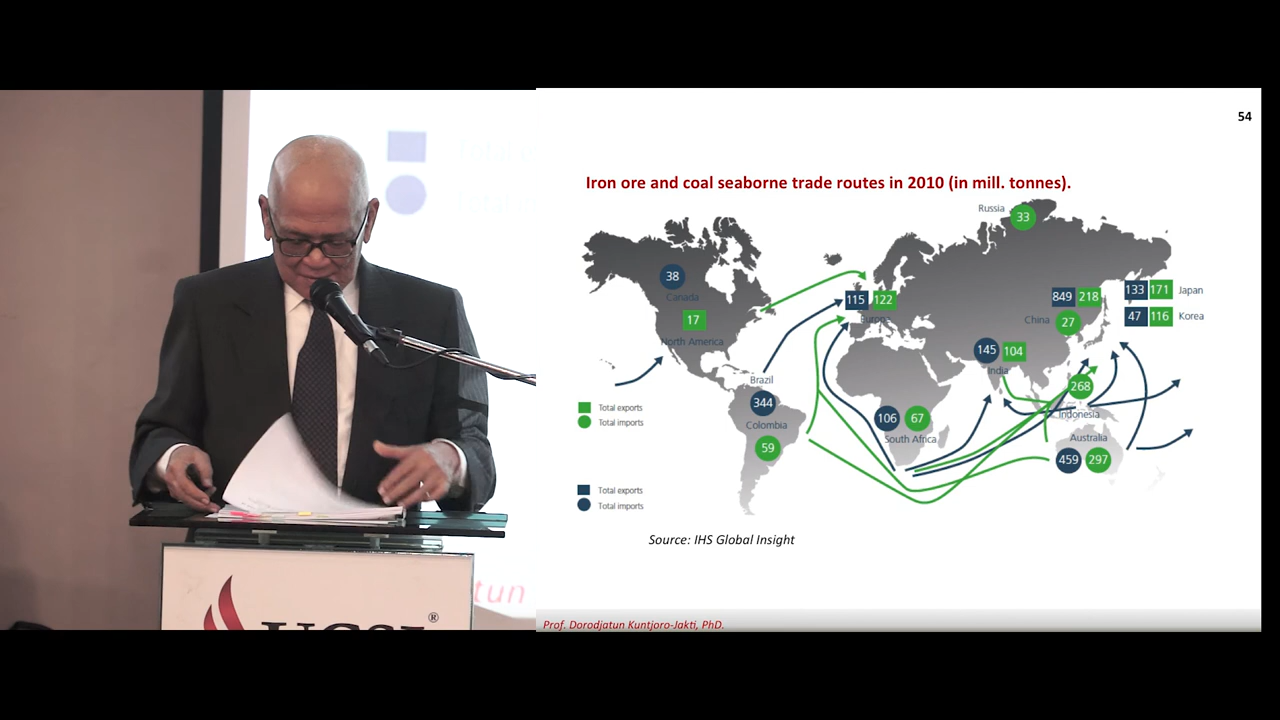 54
Iron ore and coal seaborne trade routes in 2010 (in mill. tonnes).
Russia
33
38
Canada
17
North America
115 122
Europe
849 218
China 27
133 171 Japan
47 116 Korea
145 104
India
268
Indonesia
Brazil
344
Colombia
59
106 67
South Africa
Australia
459 297
Total exports
Total imports
Total exports
Total imports
Source: IHS Global Insight
Prof. Dorodjatun Kuntjoro-Jakti, PhD.
tun
UCSI ®